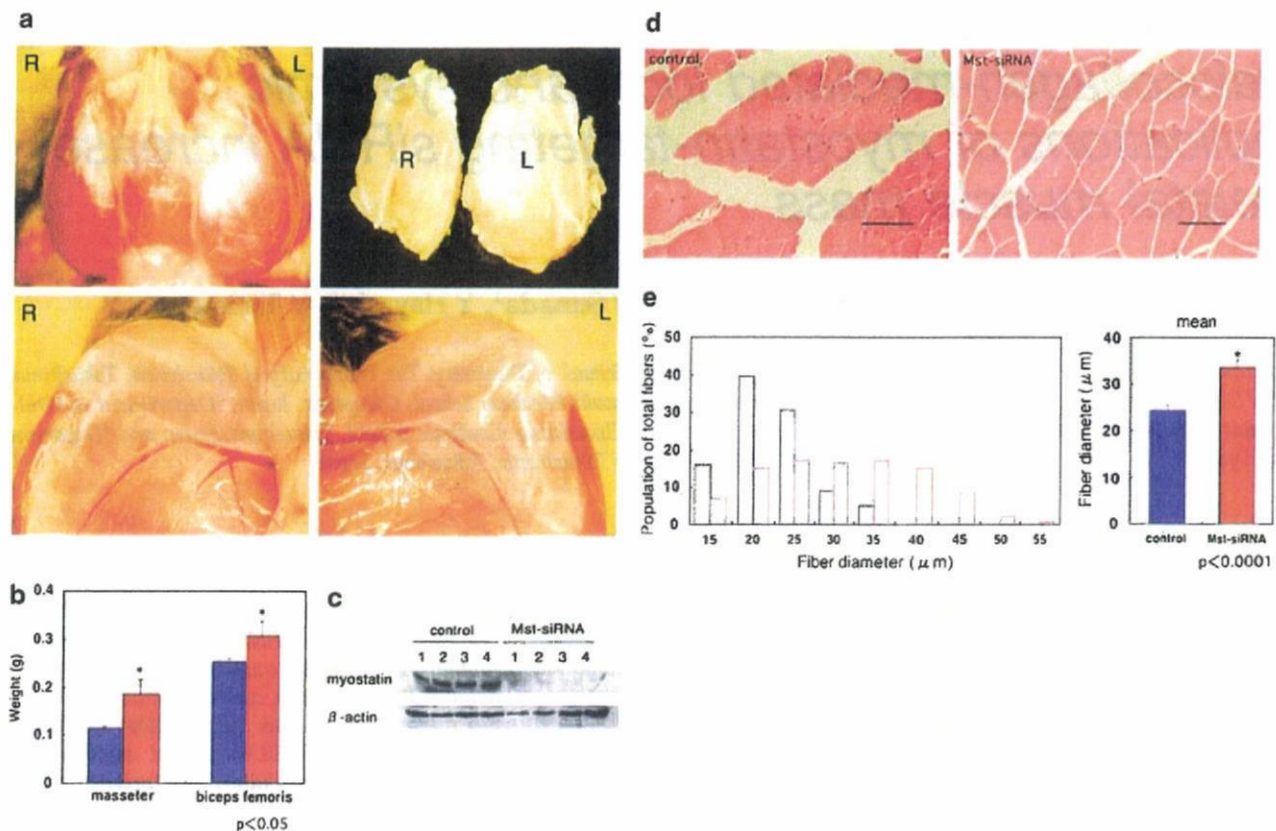 a
R
L
R
L
R
L
b
Weight (g)
0.4
0.3
0.2
0.1
0
*
*
masseter
biceps femoris
p<0.05
c
control
Mst-siRNA
1 2 3 4
1 2 3 4
myostatin
β-actin
d
control
Mst-siRNA
e
Population of total fibers (%)
50
40
30
20
10
0
15 20 25 30 35 40 45 50 55
Fiber diameter (μm)
mean
Fiber diameter (μm)
40
30
20
10
0
*
control
Mst-siRNA
p<0.0001